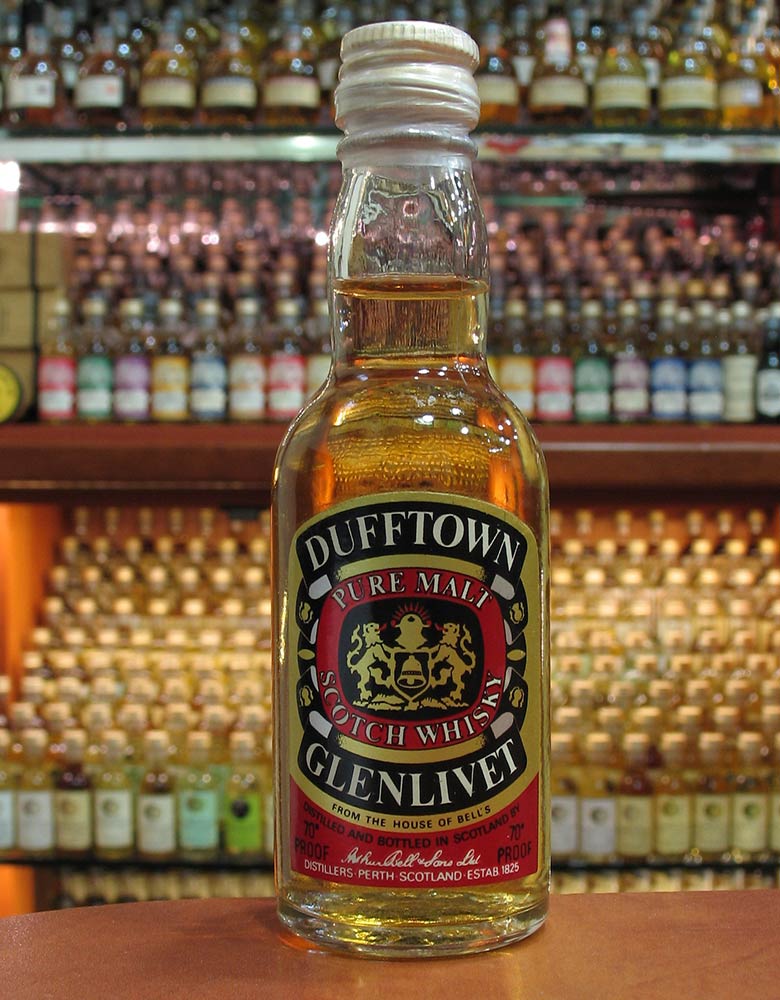 DUFFTOWN
PURE MALT
SCOTCH WHISKY
GLENLIVET
FROM THE HOUSE OF BELL'S
DISTILLED AND BOTTLED IN SCOTLAND BY
70° PROOF
70° PROOF
Arthur Bell & Sons Ltd
DISTILLERS · PERTH · SCOTLAND · ESTAB. 1825